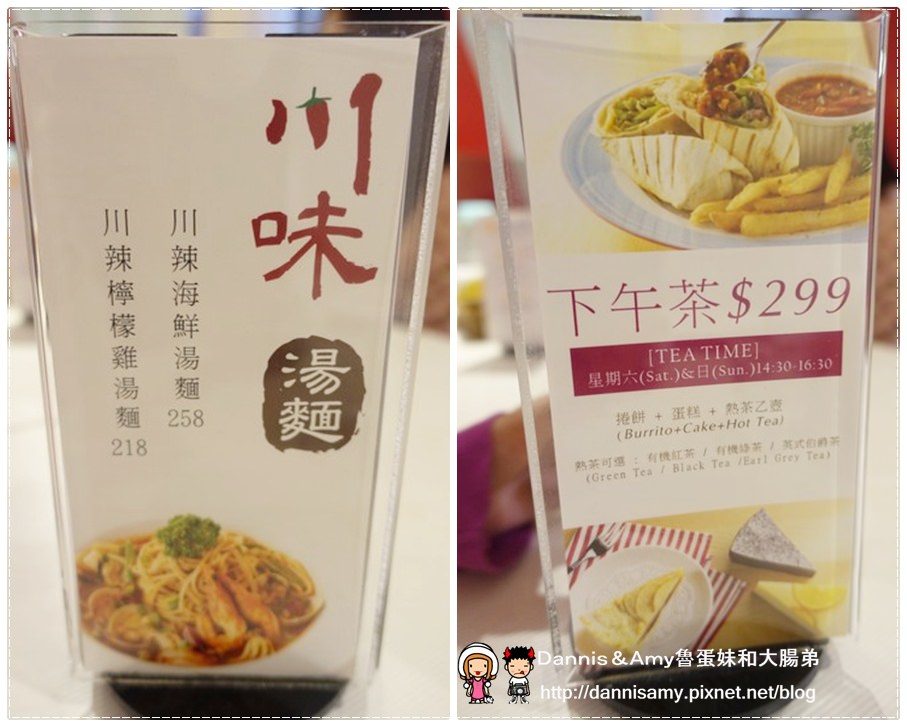 川味
湯麵
川辣海鮮湯麵 258
川辣檸檬雞湯麵 218
下午茶$299
[TEA TIME]
星期六(Sat.)&日(Sun.)14:30-16:30
捲餅 + 蛋糕 + 熱茶乙壺
(Burrito+Cake+Hot Tea)
熱茶可選 : 有機紅茶 / 有機綠茶 / 英式伯爵茶
(Green Tea / Black Tea /Earl Grey Tea)
Dannis&Amy魯蛋妹和大腸弟
http://dannisamy.pixnet.net/blog